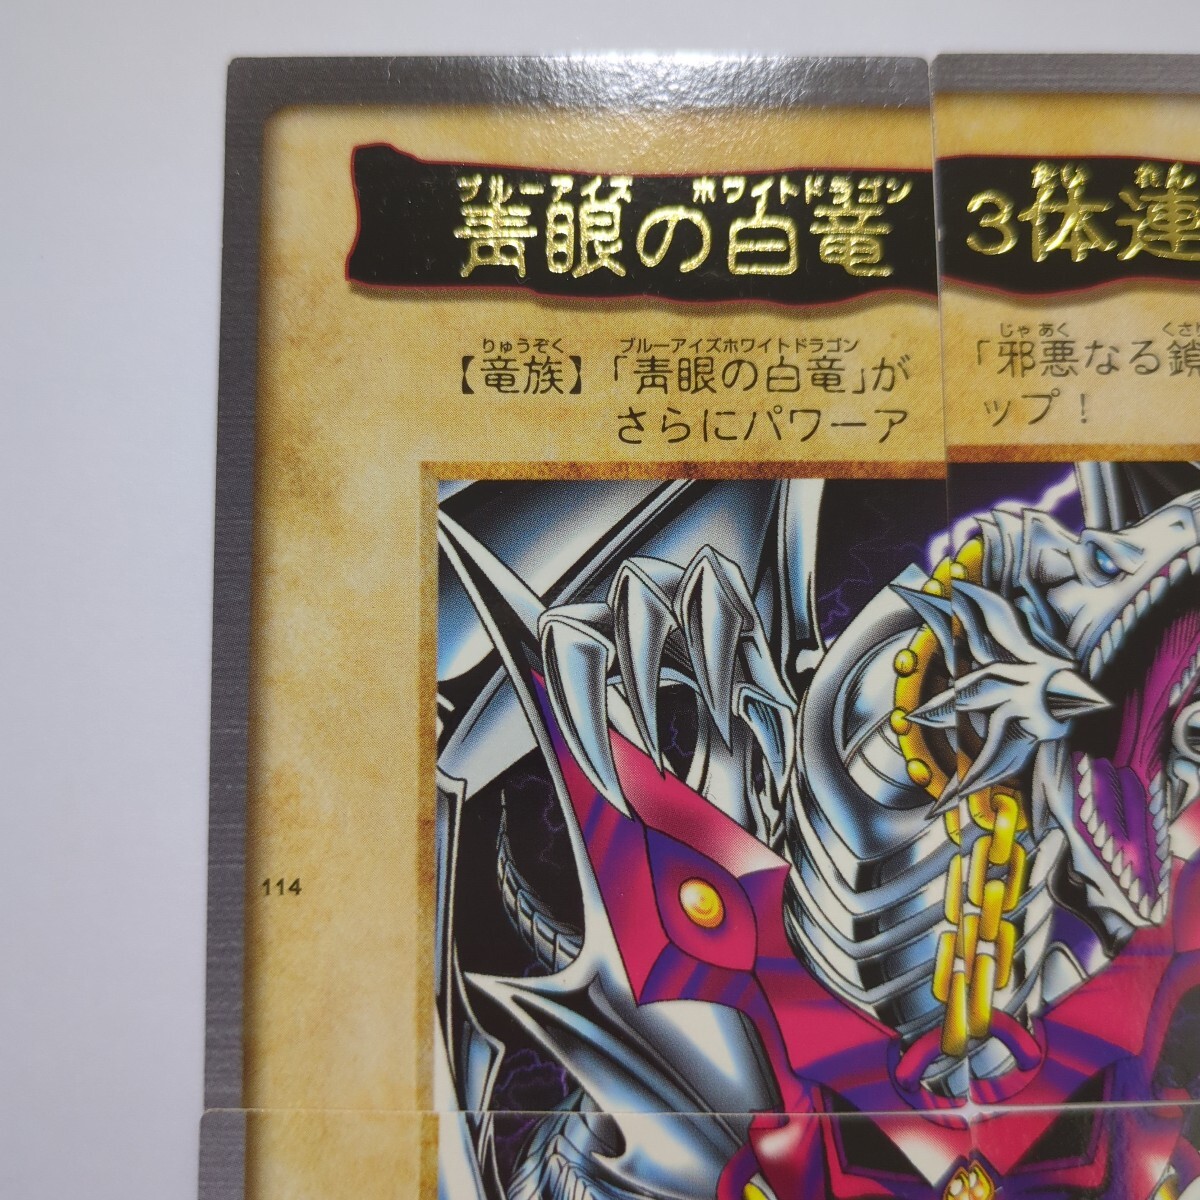 ブルーアイズ ホワイトドラゴン
青眼の白竜
たい れ
3体連
りゅうぞく ブルーアイズホワイトドラゴン
【竜族】「青眼の白竜」が
さらにパワーア
じゃ あく くさ
「邪悪なる鎖
ップ！
114